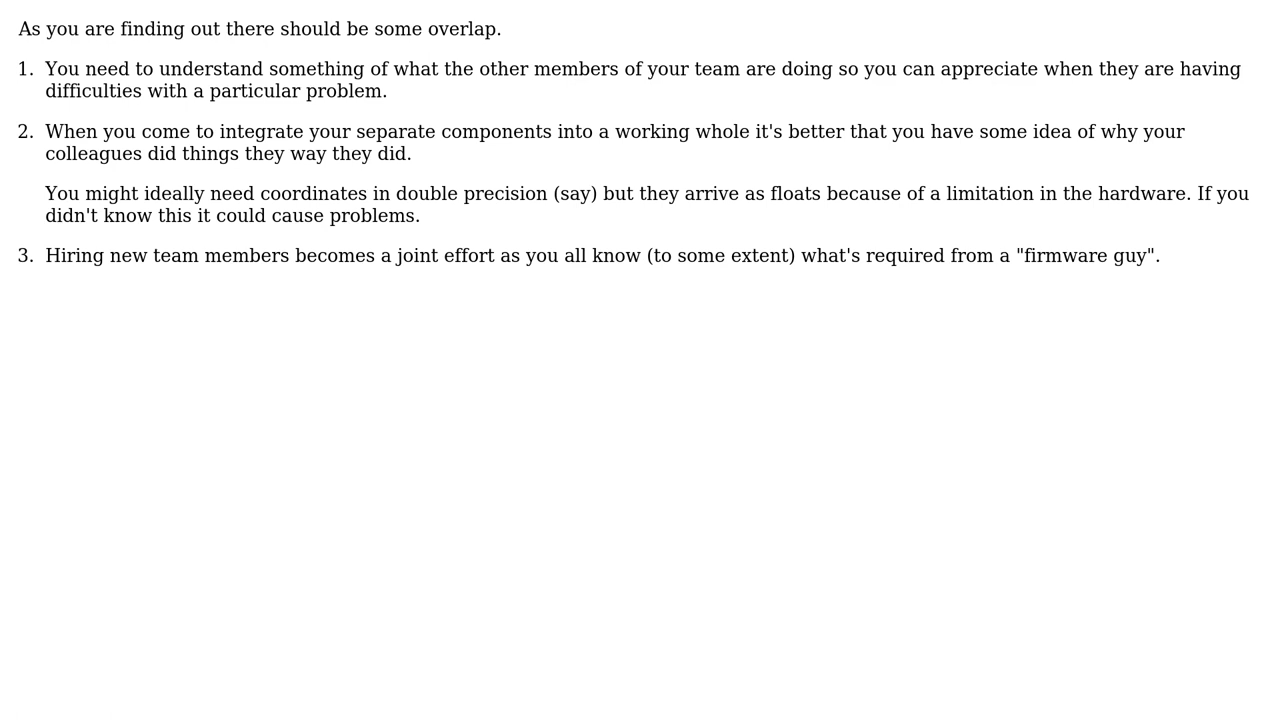 As you are finding out there should be some overlap.
1. You need to understand something of what the other members of your team are doing so you can appreciate when they are having
difficulties with a particular problem.
2. When you come to integrate your separate components into a working whole it's better that you have some idea of why your
colleagues did things they way they did.
You might ideally need coordinates in double precision (say) but they arrive as floats because of a limitation in the hardware. If you
didn't know this it could cause problems.
3. Hiring new team members becomes a joint effort as you all know (to some extent) what's required from a "firmware guy".